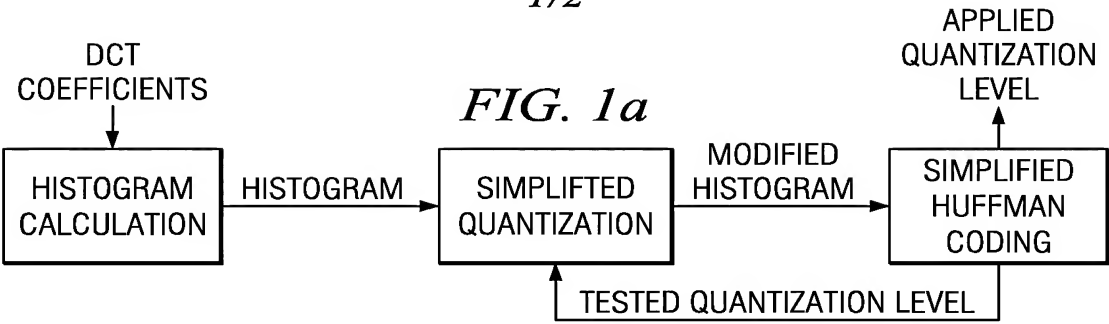 1/2
APPLIED
QUANTIZATION
LEVEL
DCT
COEFFICIENTS
FIG. 1a
HISTOGRAM
CALCULATION
HISTOGRAM
SIMPLIFTED
QUANTIZATION
MODIFIED
HISTOGRAM
SIMPLIFIED
HUFFMAN
CODING
TESTED QUANTIZATION LEVEL